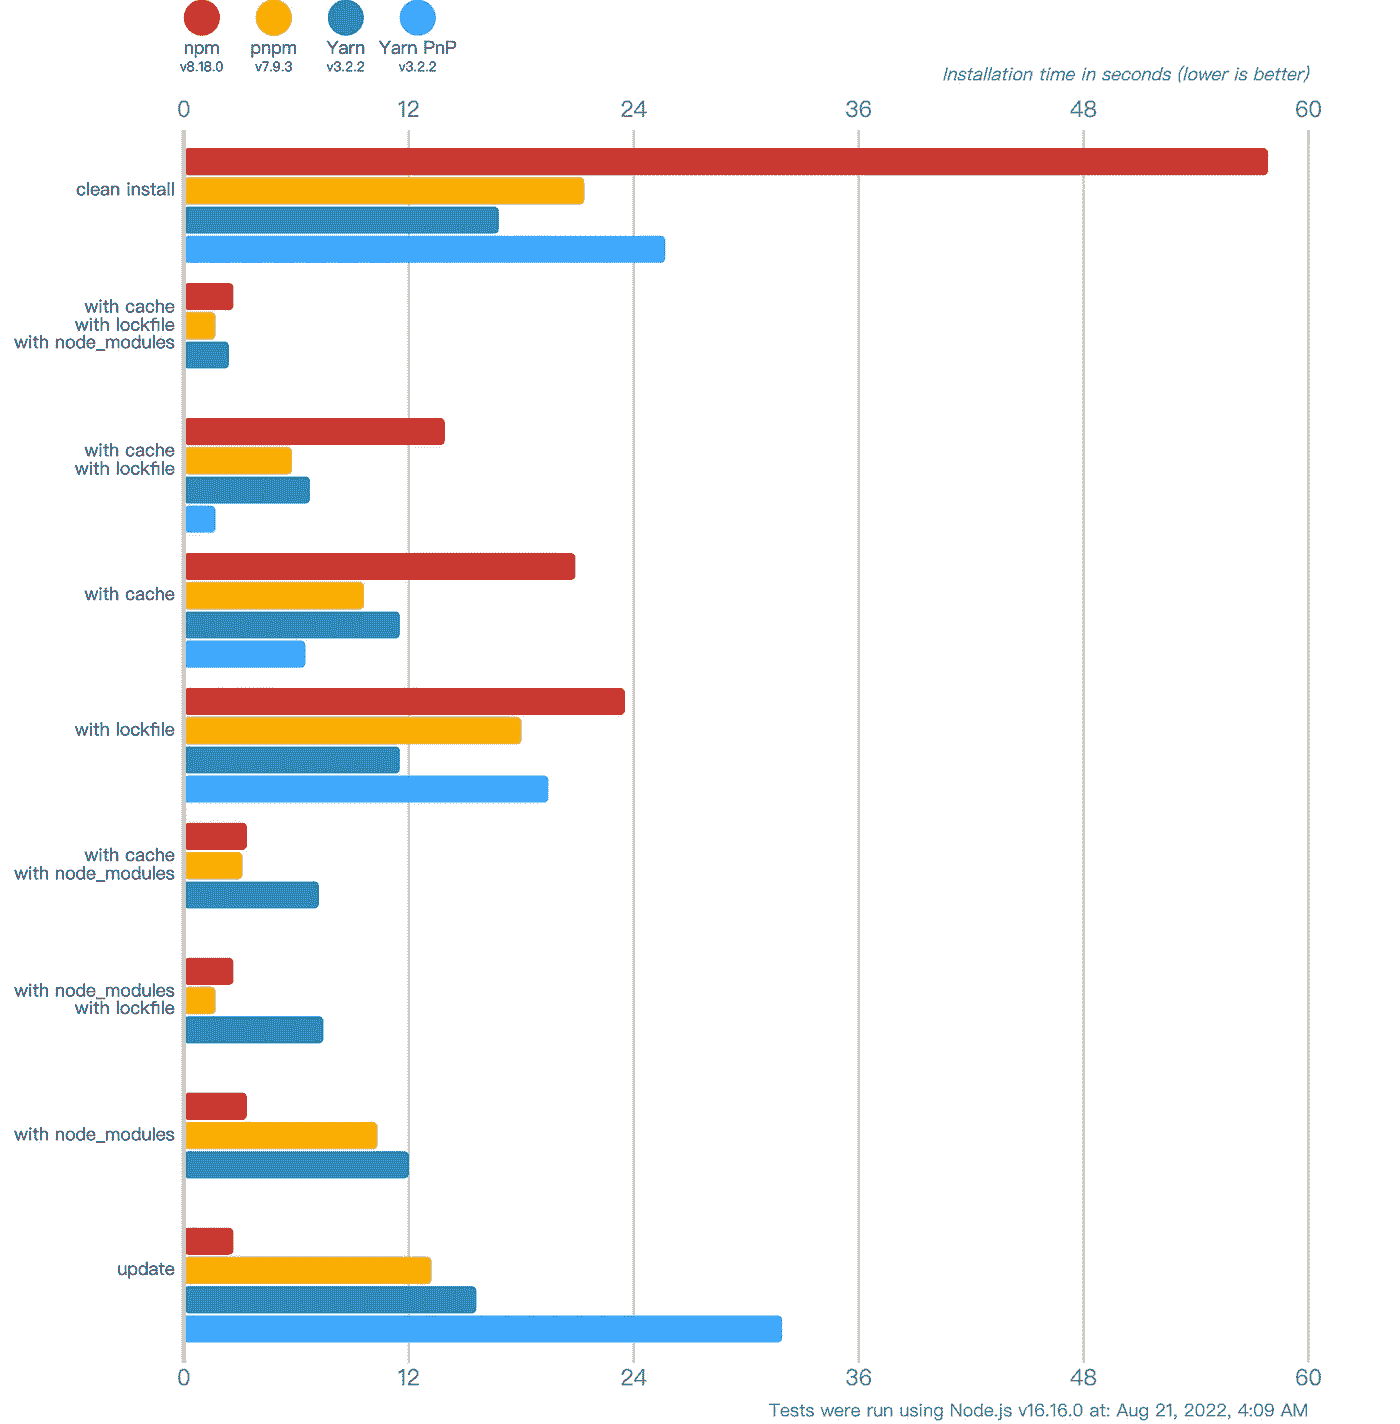 npm pnpm Yarn Yarn PnP
v8.18.0 v7.9.3 v3.2.2 v3.2.2
Installation time in seconds (lower is better)
0 12 24 36 48 60
clean install
with cache
with lockfile
with node_modules
with cache
with lockfile
with cache
with lockfile
with cache
with node_modules
with node_modules
with lockfile
with node_modules
update
0 12 24 36 48 60
Tests were run using Node.js v16.16.0 at: Aug 21, 2022, 4:09 AM